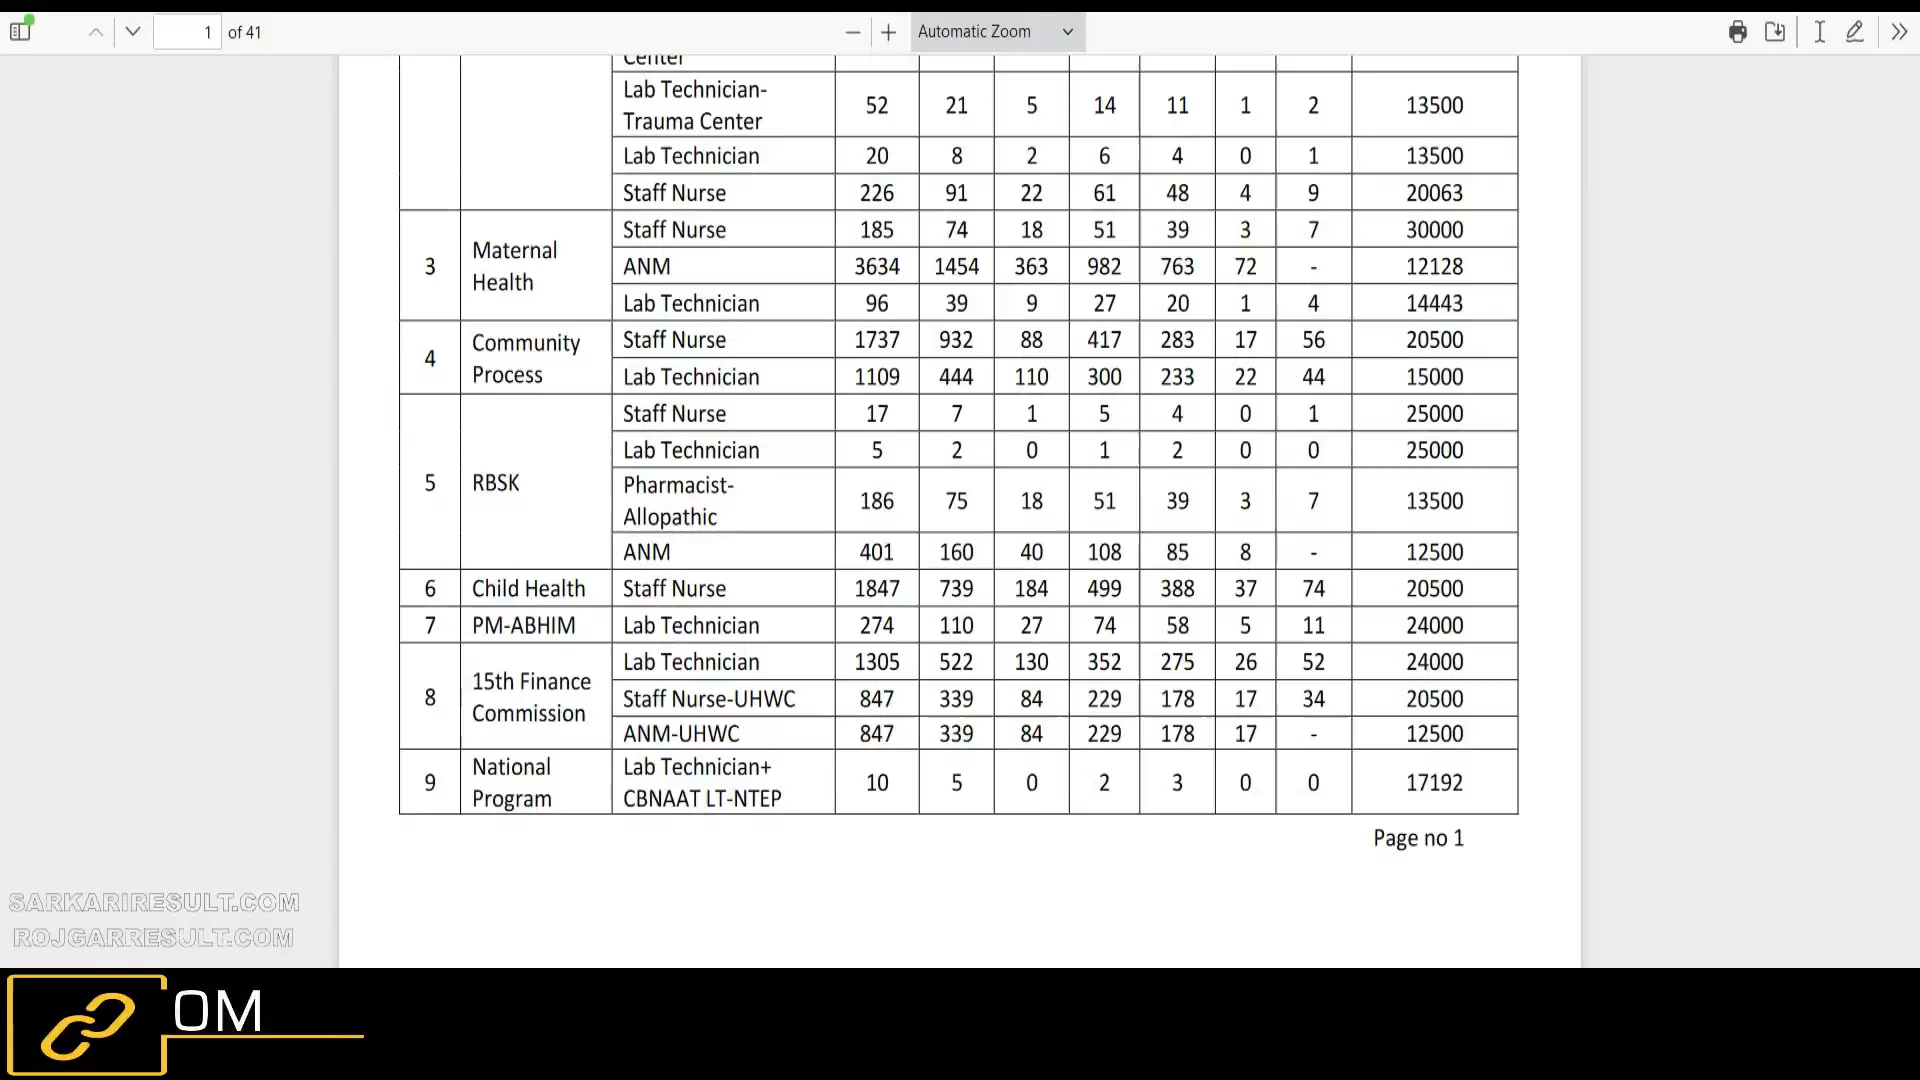 1 of 41 Automatic Zoom
Center
Lab Technician-
Trauma Center 52 21 5 14 11 1 2 13500
Lab Technician 20 8 2 6 4 0 1 13500
Staff Nurse 226 91 22 61 48 4 9 20063
3 Maternal
Health
Staff Nurse 185 74 18 51 39 3 7 30000
ANM 3634 1454 363 982 763 72 - 12128
Lab Technician 96 39 9 27 20 1 4 14443
4 Community
Process
Staff Nurse 1737 932 88 417 283 17 56 20500
Lab Technician 1109 444 110 300 233 22 44 15000
5 RBSK
Staff Nurse 17 7 1 5 4 0 1 25000
Lab Technician 5 2 0 1 2 0 0 25000
Pharmacist-
Allopathic 186 75 18 51 39 3 7 13500
ANM 401 160 40 108 85 8 - 12500
6 Child Health Staff Nurse 1847 739 184 499 388 37 74 20500
7 PM-ABHIM Lab Technician 274 110 27 74 58 5 11 24000
8 15th Finance
Commission
Lab Technician 1305 522 130 352 275 26 52 24000
Staff Nurse-UHWC 847 339 84 229 178 17 34 20500
ANM-UHWC 847 339 84 229 178 17 - 12500
9 National
Program
Lab Technician+
CBNAAT LT-NTEP 10 5 0 2 3 0 0 17192
Page no 1
SARKARIRESULT.COM
ROJGARRESULT.COM
OM